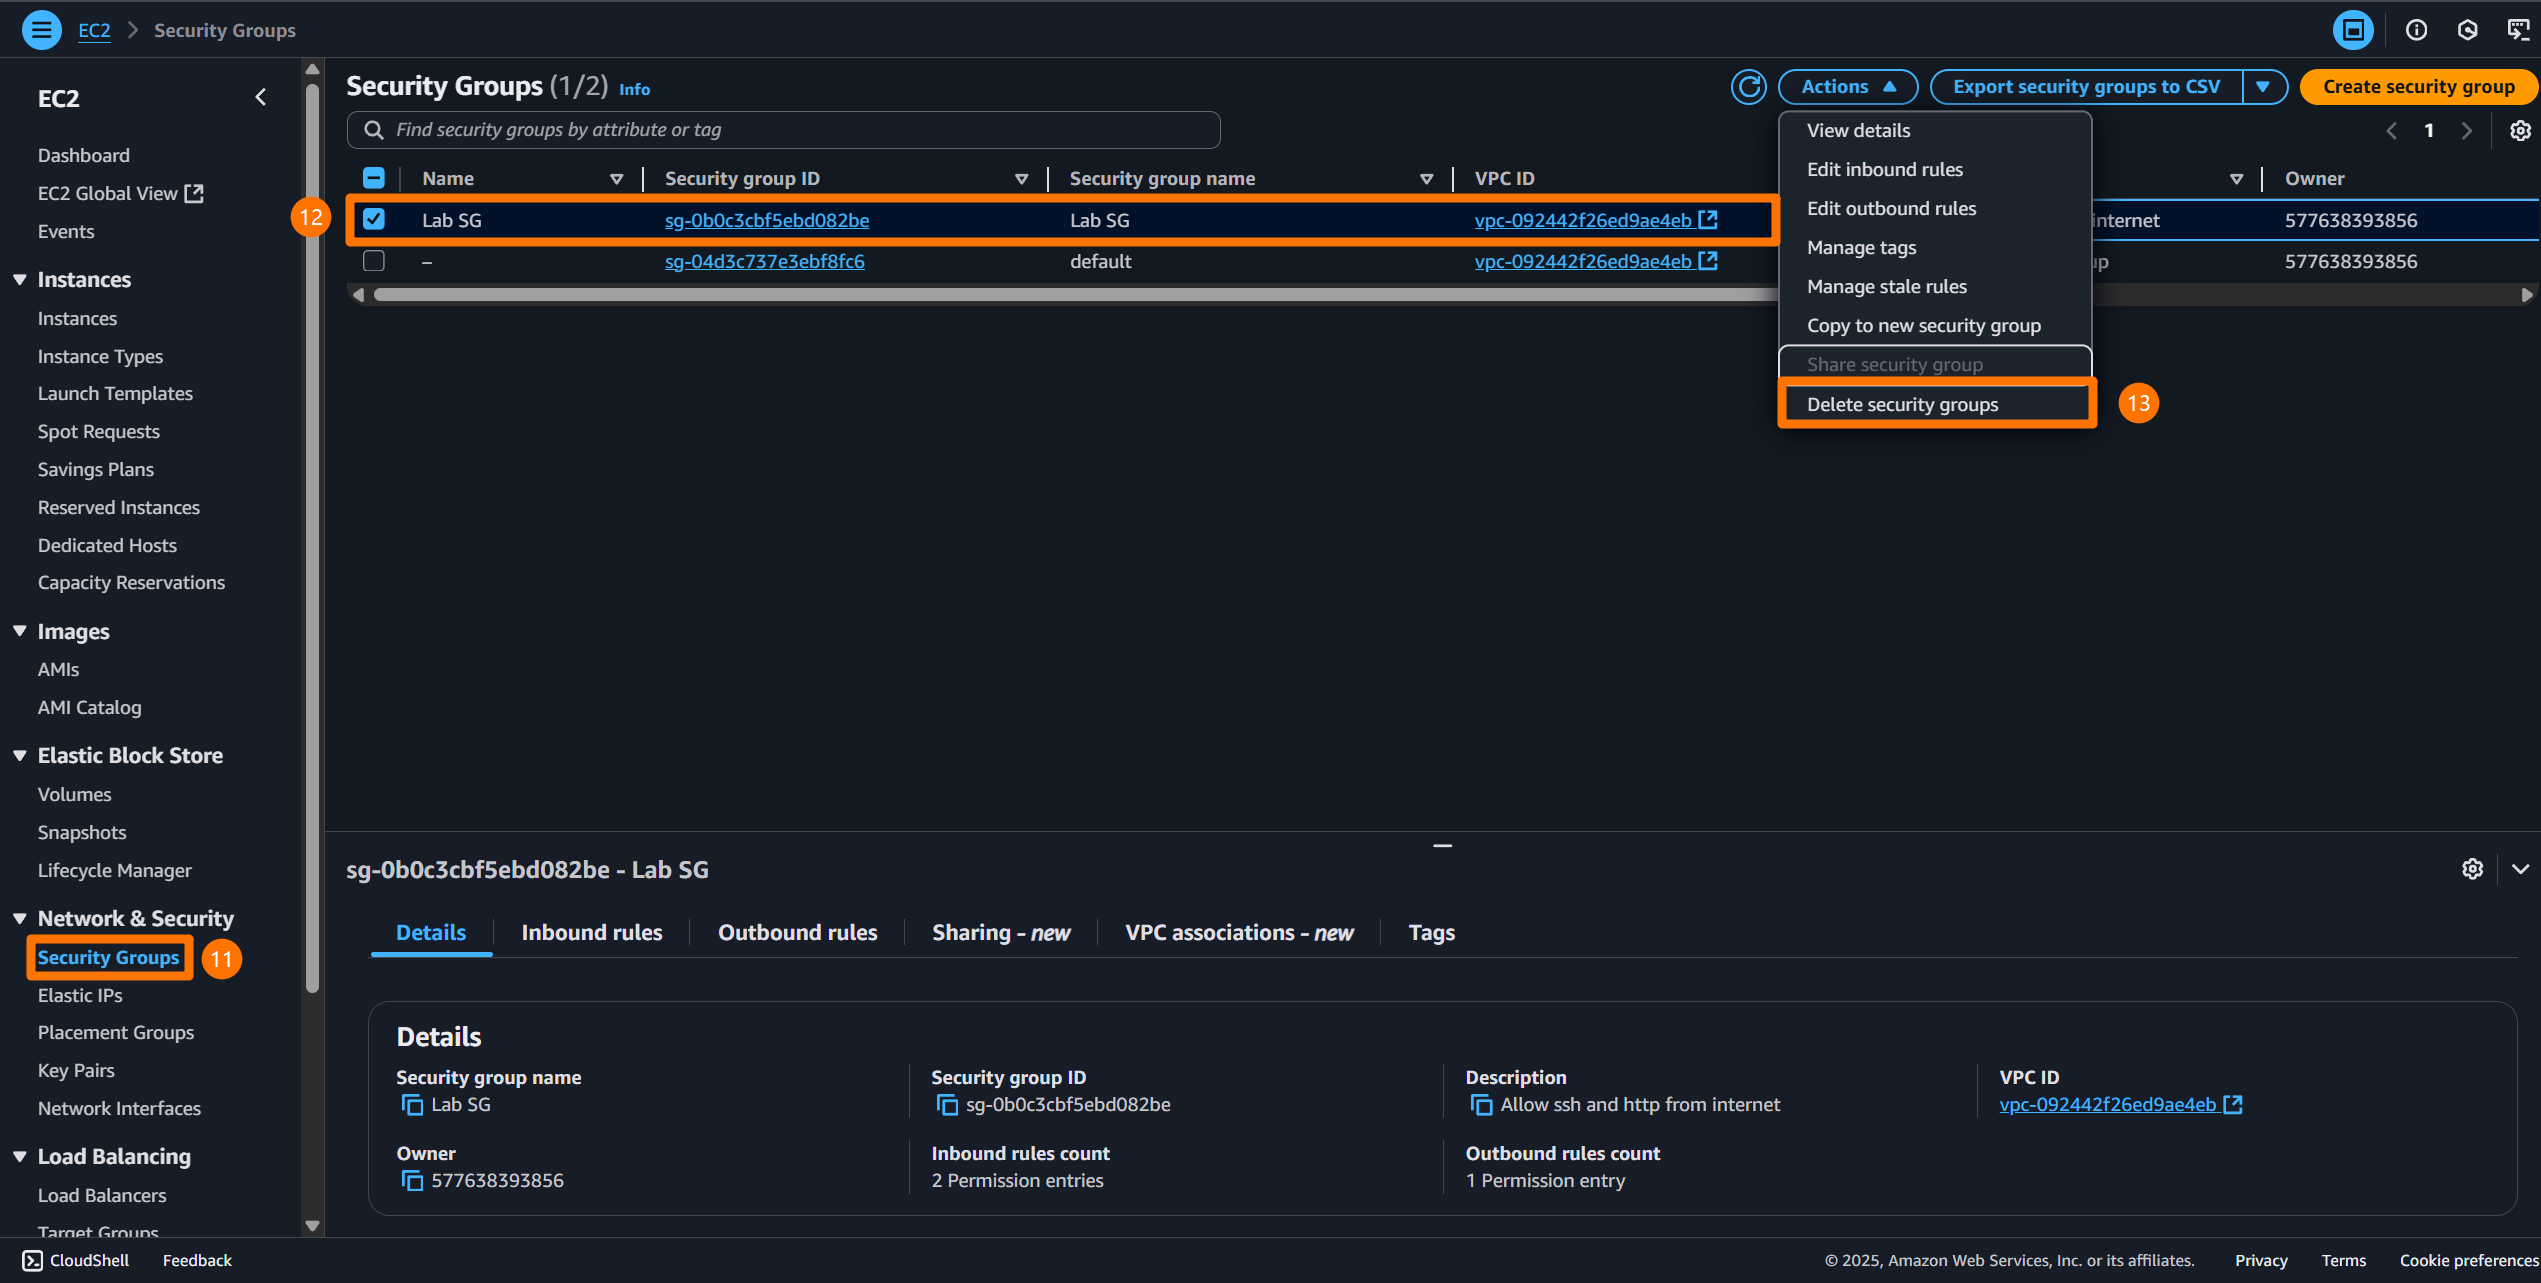 EC2 > Security Groups
EC2
Dashboard
EC2 Global View
Events
Instances
Instances
Instance Types
Launch Templates
Spot Requests
Savings Plans
Reserved Instances
Dedicated Hosts
Capacity Reservations
Images
AMIs
AMI Catalog
Elastic Block Store
Volumes
Snapshots
Lifecycle Manager
Network & Security
Security Groups 11
Elastic IPs
Placement Groups
Key Pairs
Network Interfaces
Load Balancing
Load Balancers
Target Groups
Security Groups (1/2) Info
Actions
Export security groups to CSV
Create security group
Find security groups by attribute or tag
1
Name Security group ID Security group name VPC ID Owner
12 Lab SG sg-0b0c3cbf5ebd082be Lab SG vpc-092442f26ed9ae4eb internet 577638393856
– sg-04d3c737e3ebf8fc6 default vpc-092442f26ed9ae4eb up 577638393856
View details
Edit inbound rules
Edit outbound rules
Manage tags
Manage stale rules
Copy to new security group
Share security group
Delete security groups 13
sg-0b0c3cbf5ebd082be - Lab SG
Details Inbound rules Outbound rules Sharing - new VPC associations - new Tags
Details
Security group name
Lab SG
Security group ID
sg-0b0c3cbf5ebd082be
Description
Allow ssh and http from internet
VPC ID
vpc-092442f26ed9ae4eb
Owner
577638393856
Inbound rules count
2 Permission entries
Outbound rules count
1 Permission entry
CloudShell Feedback © 2025, Amazon Web Services, Inc. or its affiliates. Privacy Terms Cookie preferences